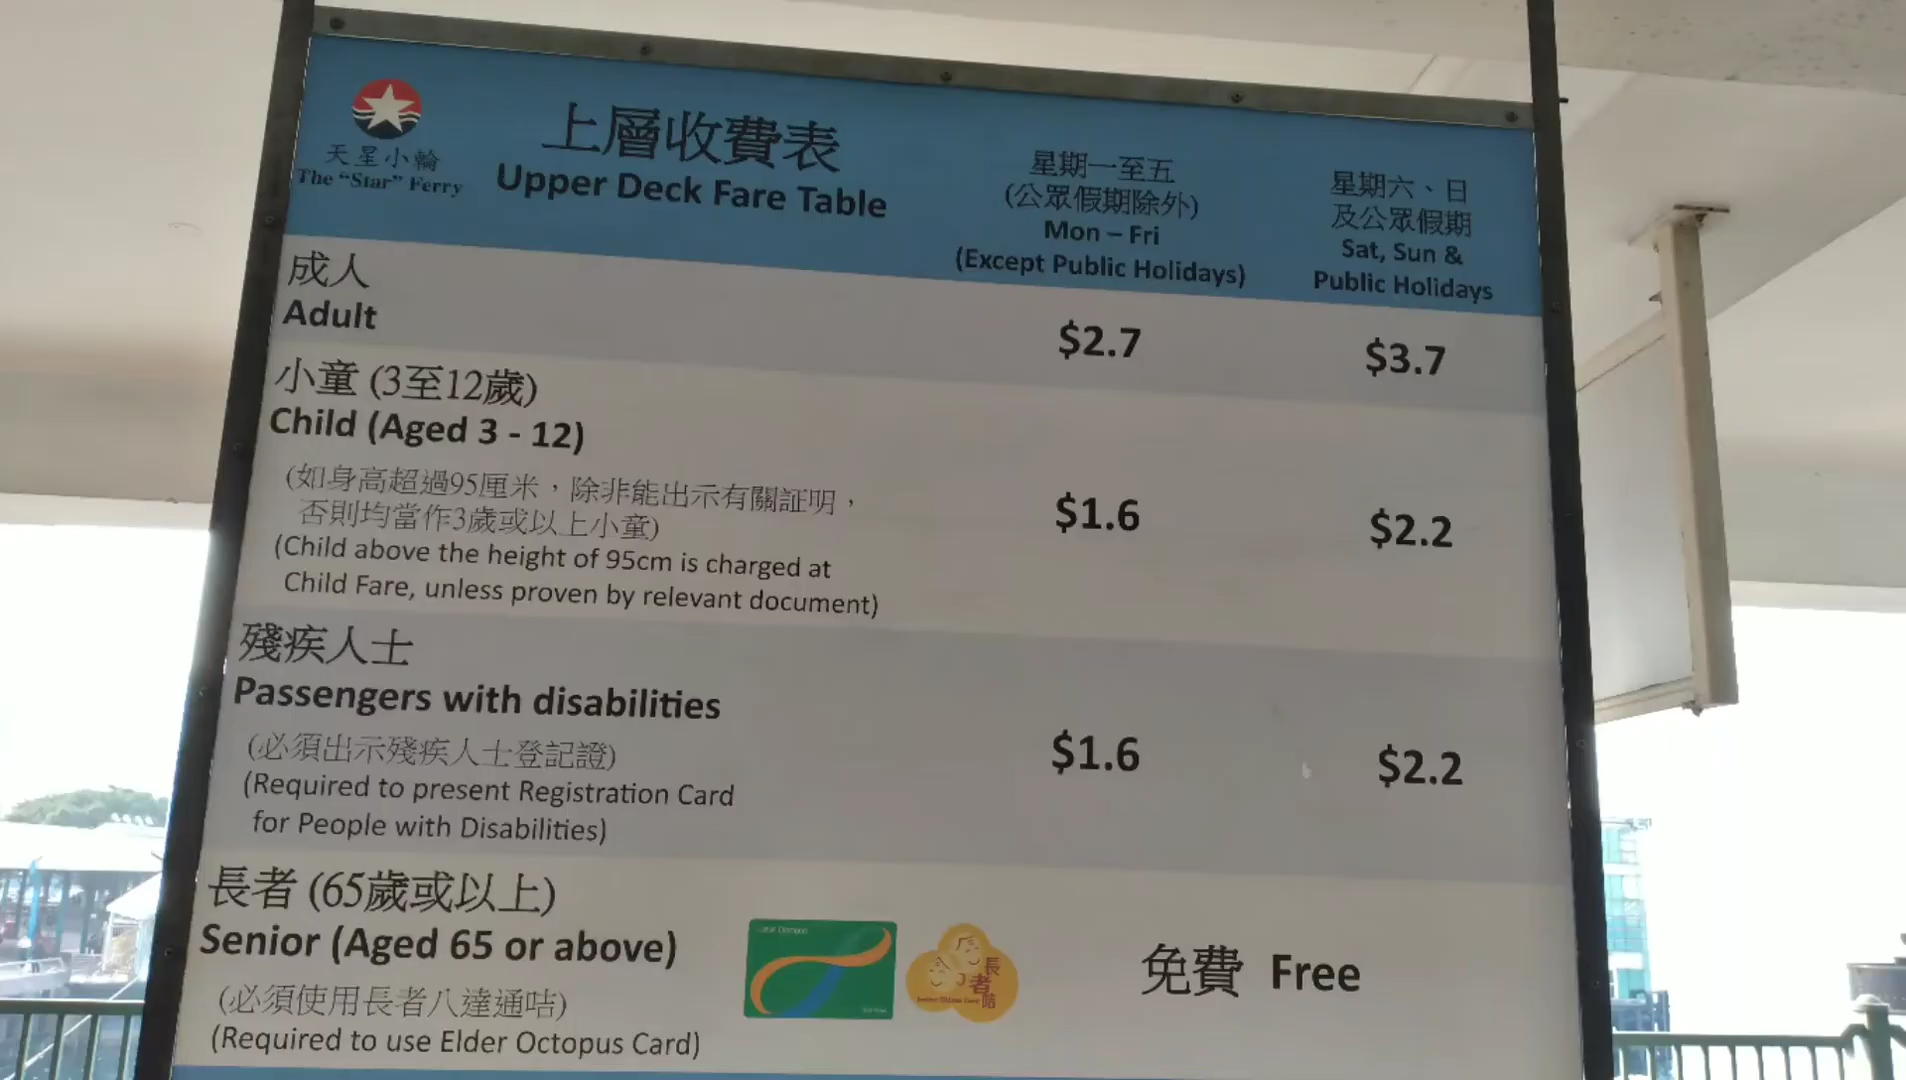 天星小輪
The “Star” Ferry
上層收費表
Upper Deck Fare Table
星期一至五
(公眾假期除外)
Mon – Fri
(Except Public Holidays)
星期六、日
及公眾假期
Sat, Sun &
Public Holidays
成人
Adult
$2.7
$3.7
小童 (3至12歲)
Child (Aged 3 - 12)
(如身高超過95厘米，除非能出示有關証明，
否則均當作3歲或以上小童)
(Child above the height of 95cm is charged at
Child Fare, unless proven by relevant document)
$1.6
$2.2
殘疾人士
Passengers with disabilities
(必須出示殘疾人士登記證)
(Required to present Registration Card
for People with Disabilities)
$1.6
$2.2
長者 (65歲或以上)
Senior (Aged 65 or above)
(必須使用長者八達通咭)
(Required to use Elder Octopus Card)
長者咭
免費 Free